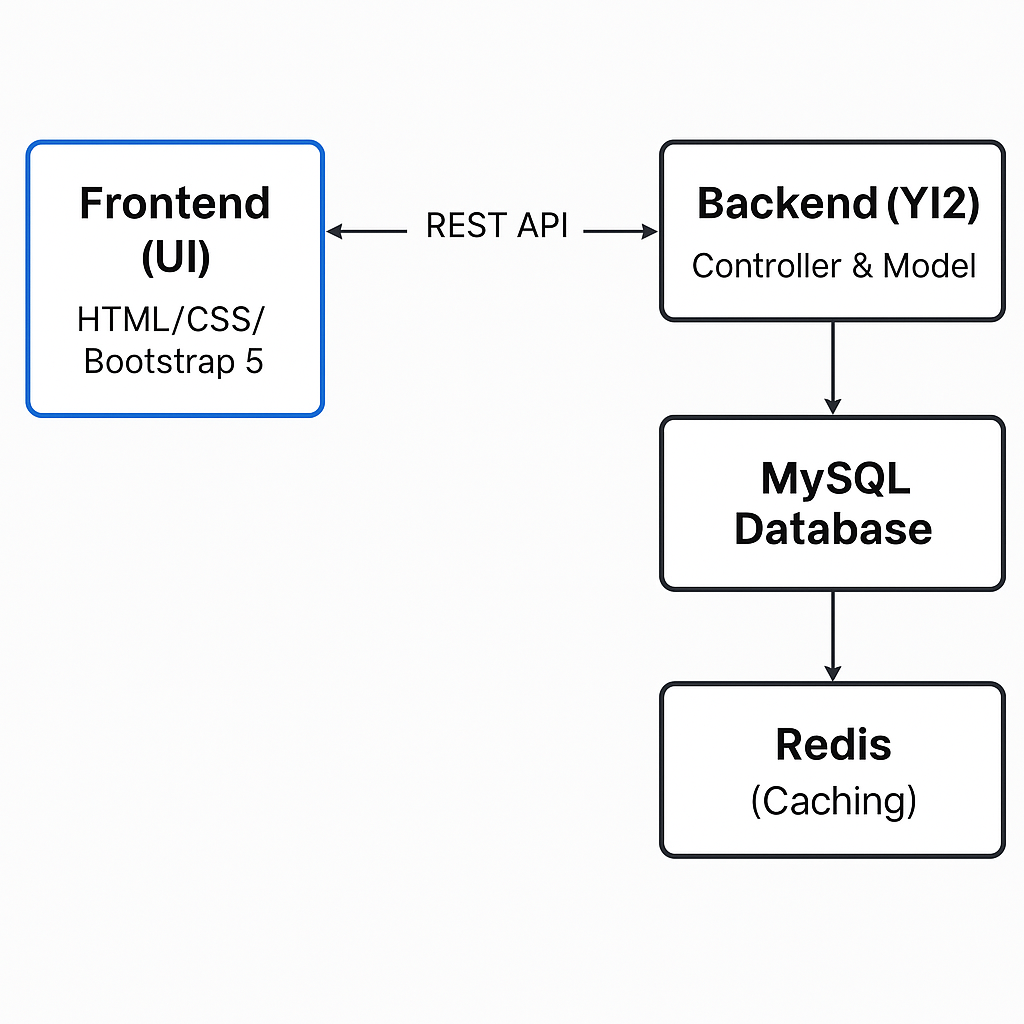 Frontend
(UI)
HTML/CSS/
Bootstrap 5
REST API
Backend (YI2)
Controller & Model
MySQL
Database
Redis
(Caching)